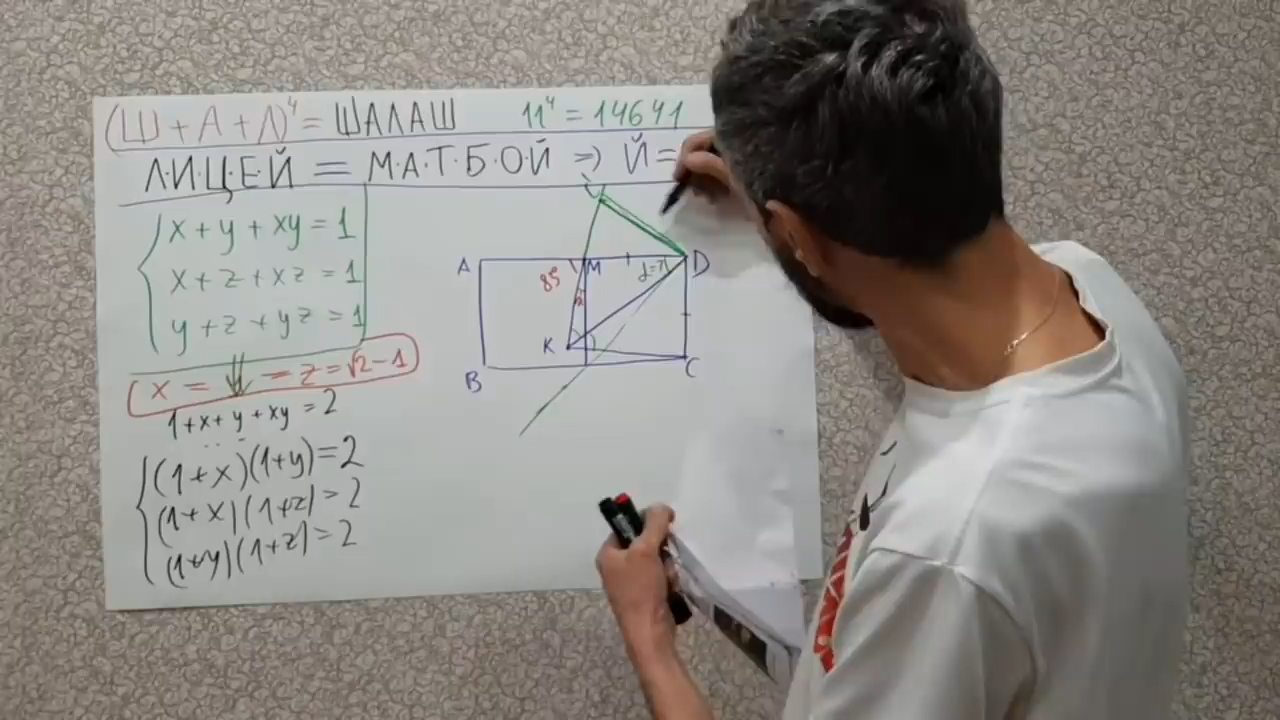 (Ш+А+Л)⁴ = ШАЛАШ 11⁴ = 14641
Л·И·Ц·Е·Й = М·А·Т·Б·О·Й ⇒ Й =
x + y + xy = 1
x + z + xz = 1
y + z + yz = 1
x = = z = √2 - 1
1+x+y+xy = 2
...
(1+x)(1+y)=2
(1+x)(1+z)=2
(1+y)(1+z)=2
A M D
85
K
B C